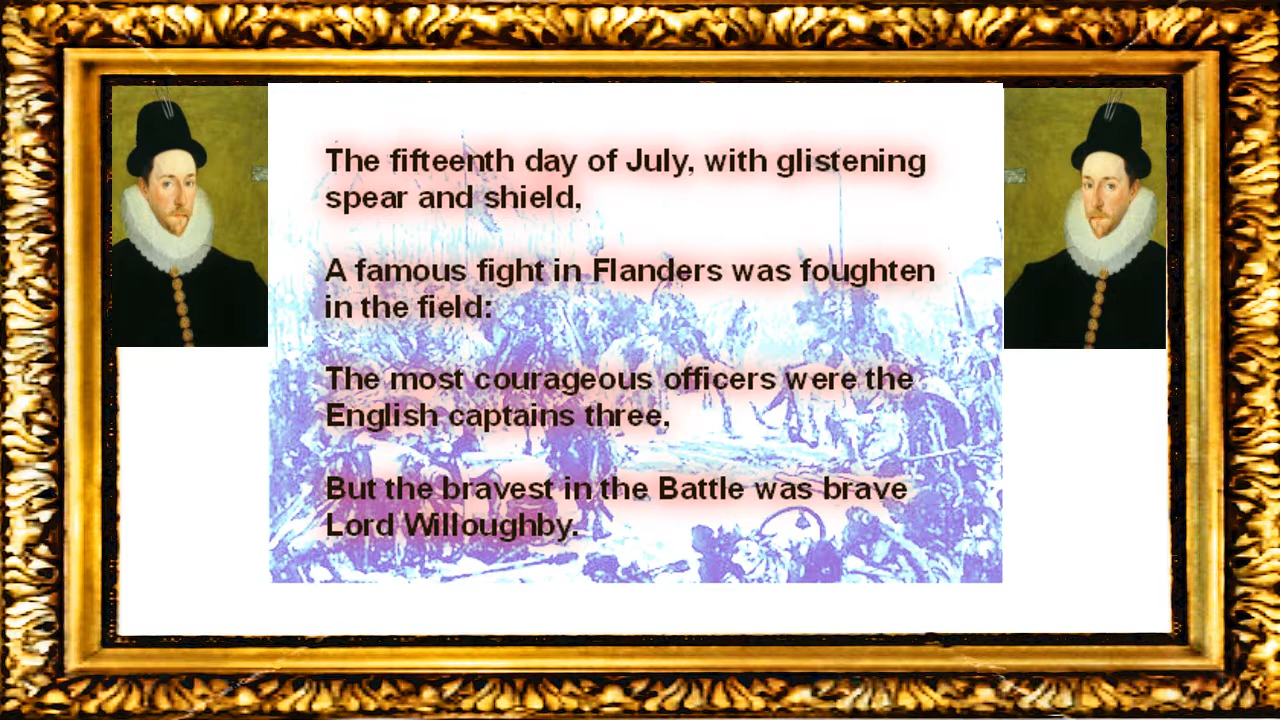 The fifteenth day of July, with glistening
spear and shield,
A famous fight in Flanders was foughten
in the field:
The most courageous officers were the
English captains three,
But the bravest in the Battle was brave
Lord Willoughby.